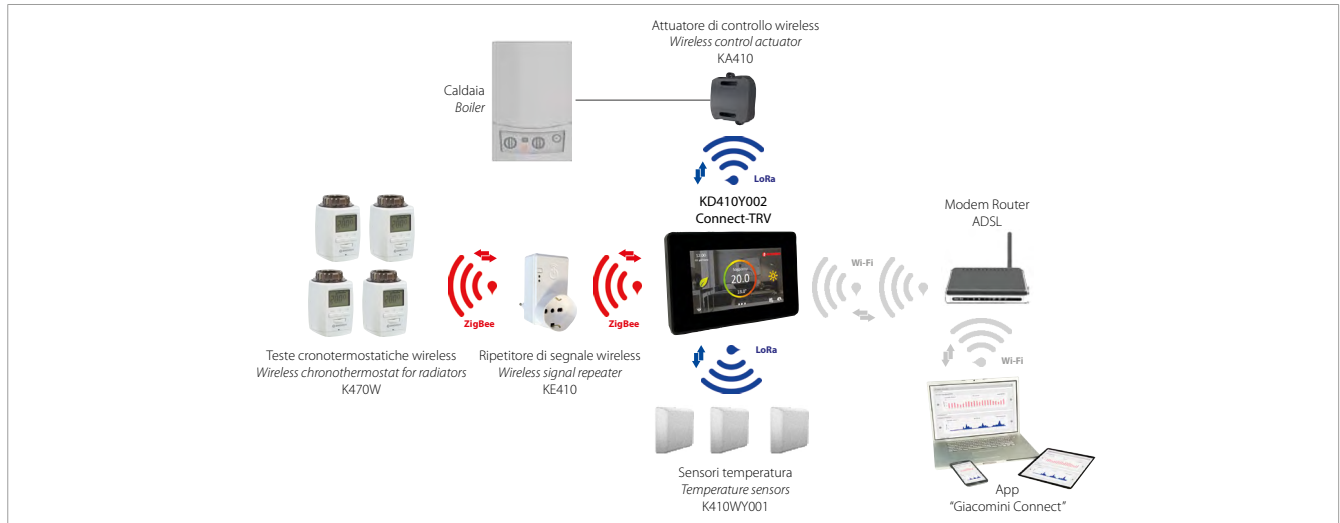 Attuatore di controllo wireless
Wireless control actuator
KA410
Caldaia
Boiler
LoRa
KD410Y002
Connect-TRV
Modem Router
ADSL
20.0
Wi-Fi
ZigBee
ZigBee
LoRa
Wi-Fi
Teste cronotermostatiche wireless
Wireless chronothermostat for radiators
K470W
Ripetitore di segnale wireless
Wireless signal repeater
KE410
Sensori temperatura
Temperature sensors
K410WY001
App
“Giacomini Connect”